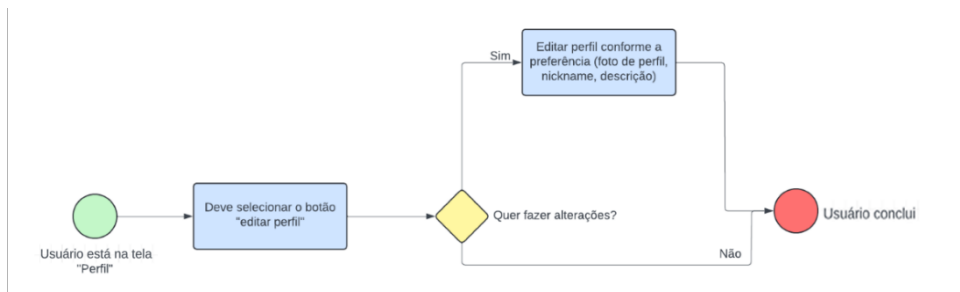 Usuário está na tela
"Perfil"
Deve selecionar o botão
"editar perfil"
Quer fazer alterações?
Sim
Editar perfil conforme a
preferência (foto de perfil,
nickname, descrição)
Não
Usuário conclui